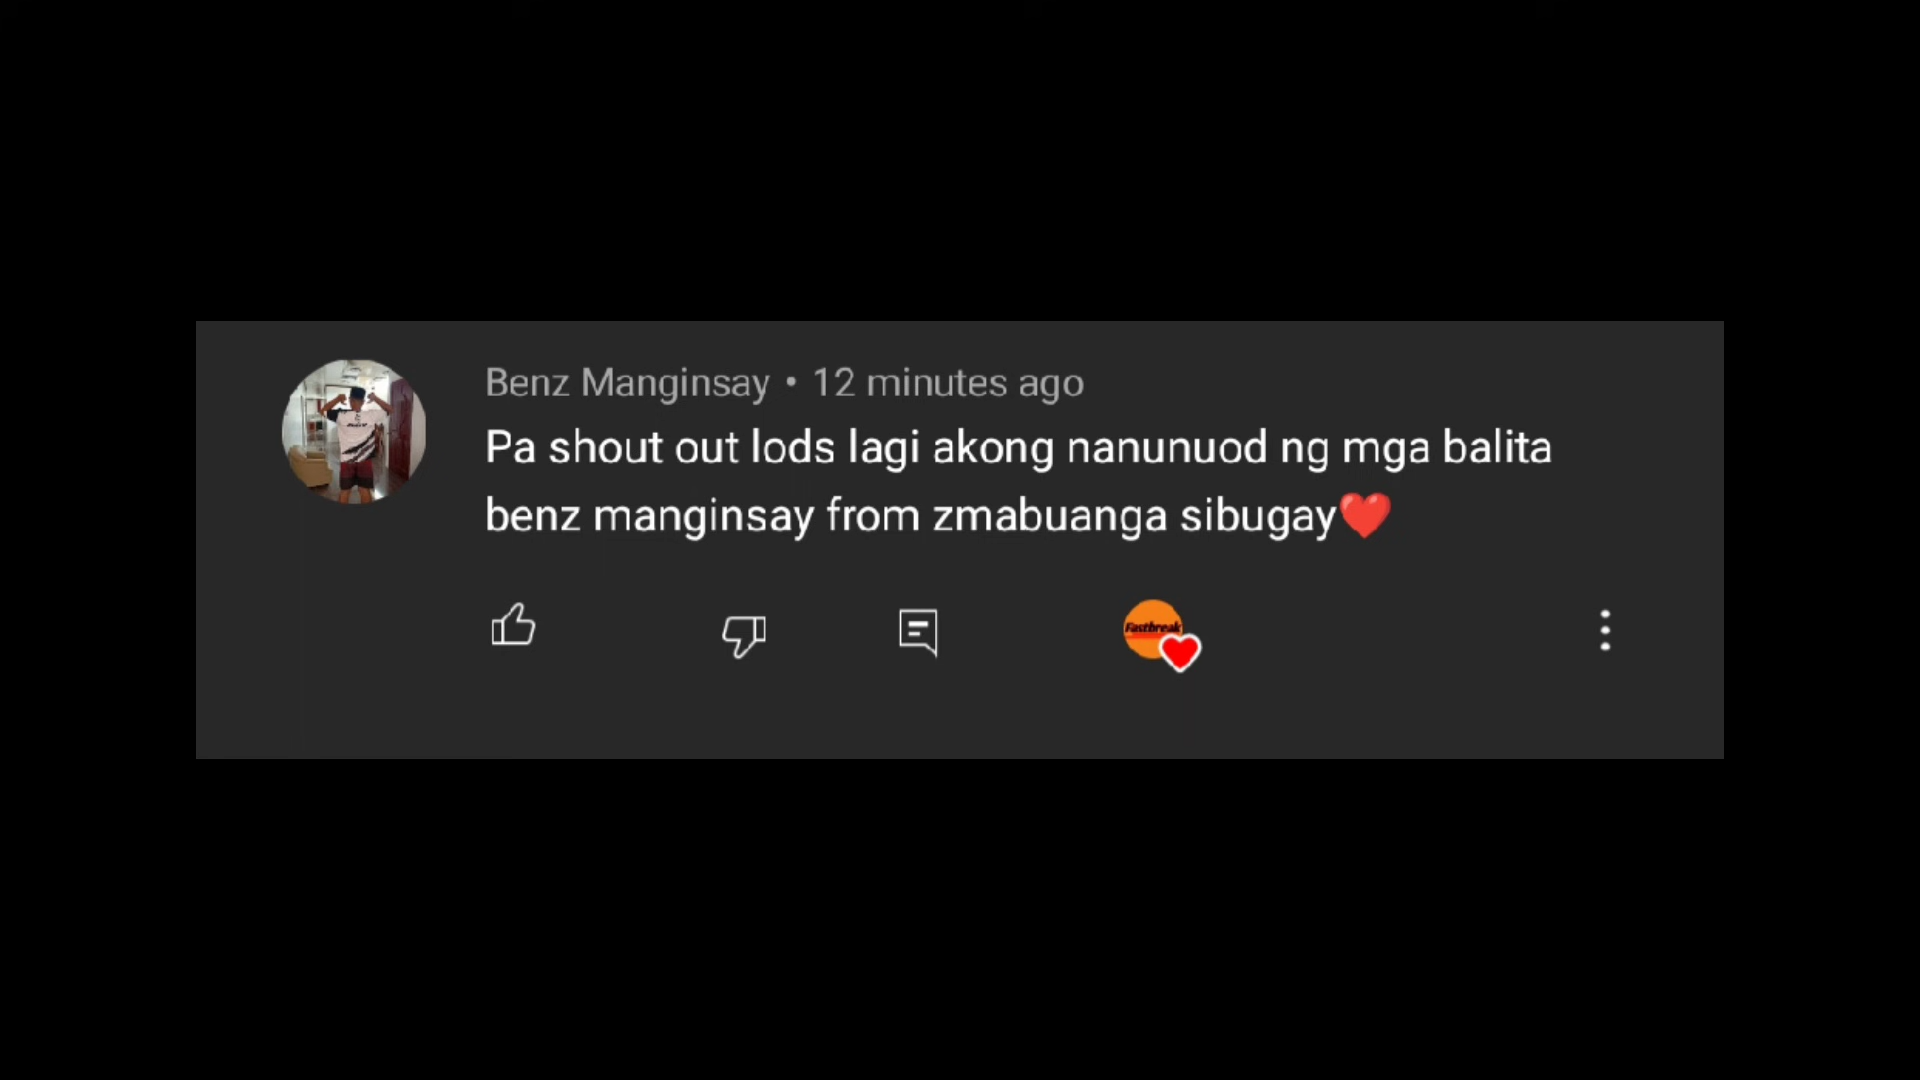 Benz Manginsay • 12 minutes ago
Pa shout out lods lagi akong nanunuod ng mga balita
benz manginsay from zmabuanga sibugay❤️
Fastbreak